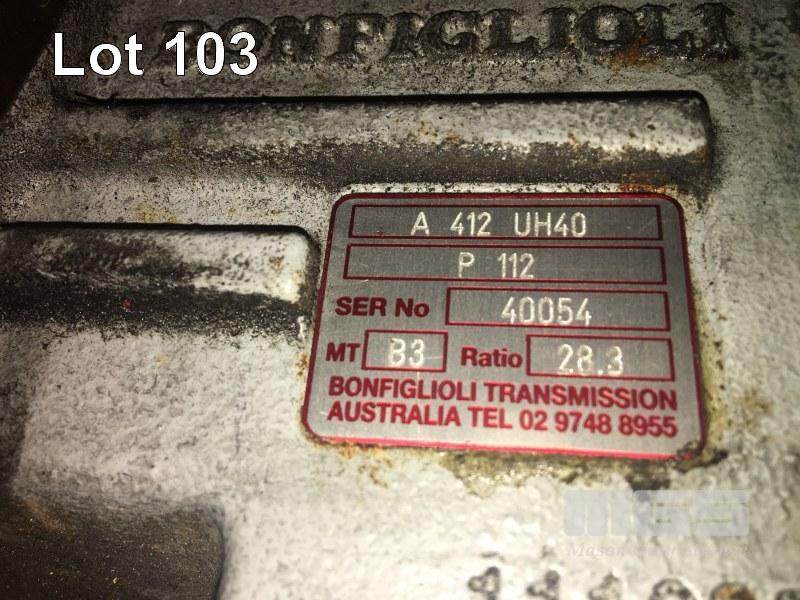 Lot 103
BONFIGLIOLI
A 412 UH40
P 112
SER No 40054
MT B3 Ratio 28.3
BONFIGLIOLI TRANSMISSION
AUSTRALIA TEL 02 9748 8955
MGS